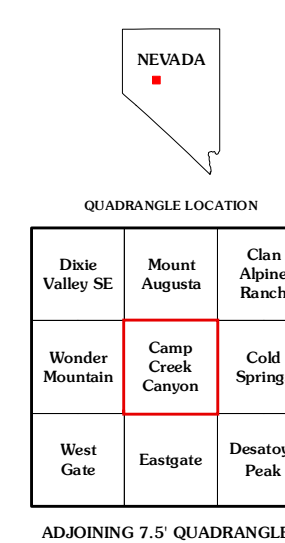 NEVADA
QUADRANGLE LOCATION
Dixie
Valley SE
Mount
Augusta
Clan
Alpine
Ranch
Wonder
Mountain
Camp
Creek
Canyon
Cold
Spring
West
Gate
Eastgate
Desatoy
Peak
ADJOINING 7.5' QUADRANGLE